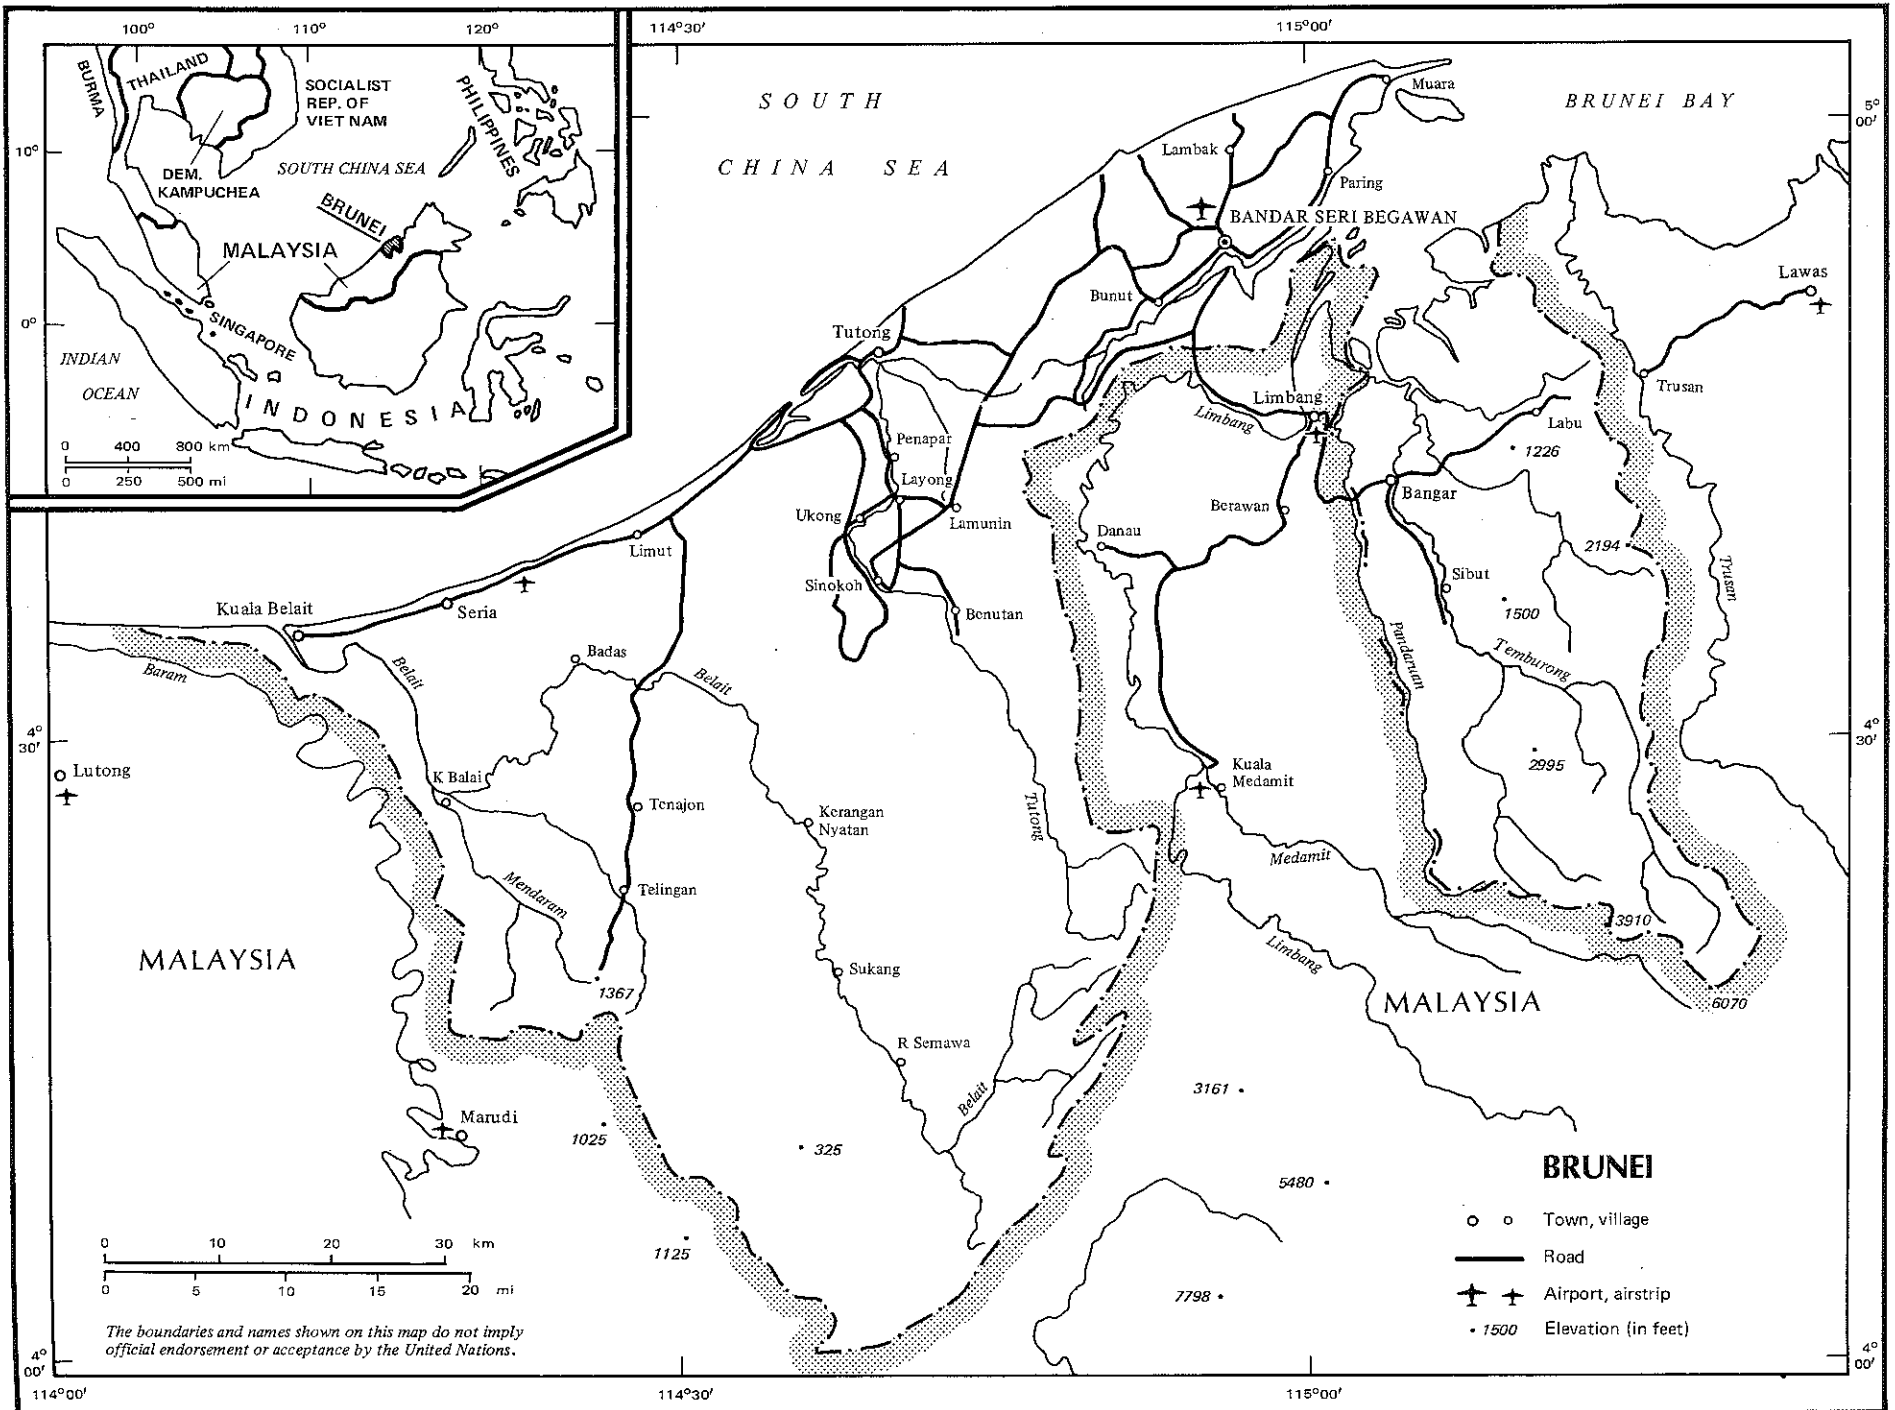 100°
110°
120°
114°30′
115°00′
BURMA
THAILAND
SOCIALIST
REP. OF
VIET NAM
PHILIPPINES
10°
DEM.
KAMPUCHEA
SOUTH CHINA SEA
BRUNEI
MALAYSIA
0°
SINGAPORE
INDIAN
OCEAN
INDONESIA
0 400 800 km
0 250 500 mi
SOUTH
CHINA SEA
BRUNEI BAY
Muara
5°
00′
Lambak
Paring
BANDAR SERI BEGAWAN
Lawas
Bunut
Tutong
Trusan
Limbang
Limbang
Labu
1226
Penapar
Layong
Bangar
Ukong
Lamunin
Berawan
Danau
Limut
2194
Trusan
Sinokoh
Sibut
1500
Kuala Belait
Seria
Benutan
Badas
Belait
Belait
Baram
Pandaruan
Temburong
4°
30′
4°
30′
Lutong
K Balai
Kuala
Medamit
2995
Tenajon
Kerangan
Nyatan
Tutong
Medamit
Mendaram
Telingan
3910
MALAYSIA
Sukang
Limbang
1367
MALAYSIA
6070
R Semawa
Belait
3161
Marudi
1025
325
5480
1125
7798
BRUNEI
Town, village
Road
Airport, airstrip
1500 Elevation (in feet)
0 10 20 30 km
0 5 10 15 20 mi
The boundaries and names shown on this map do not imply
official endorsement or acceptance by the United Nations.
4°
00′
4°
00′
114°00′
114°30′
115°00′